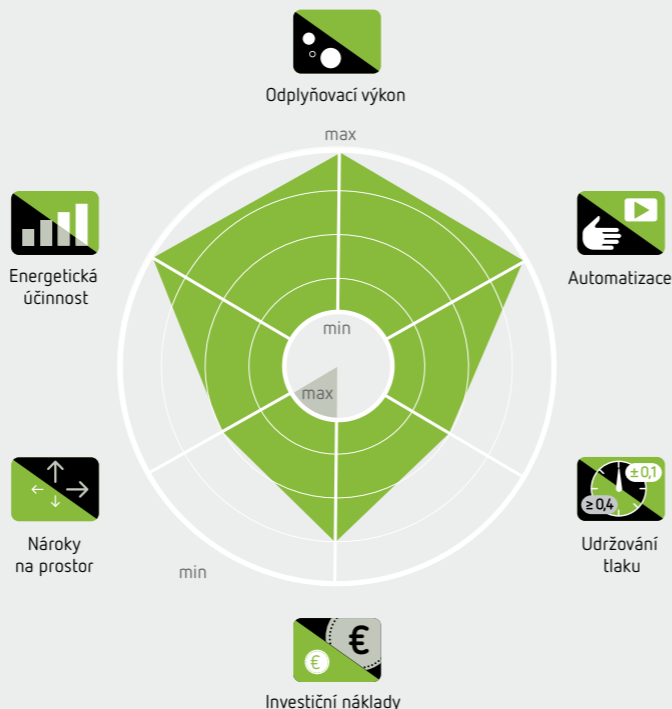 Odplyňovací výkon
max
Energetická
účinnost
Automatizace
min
max
± 0,1
≥ 0,4
Nároky
na prostor
Udržování
tlaku
min
€
€
Investiční náklady